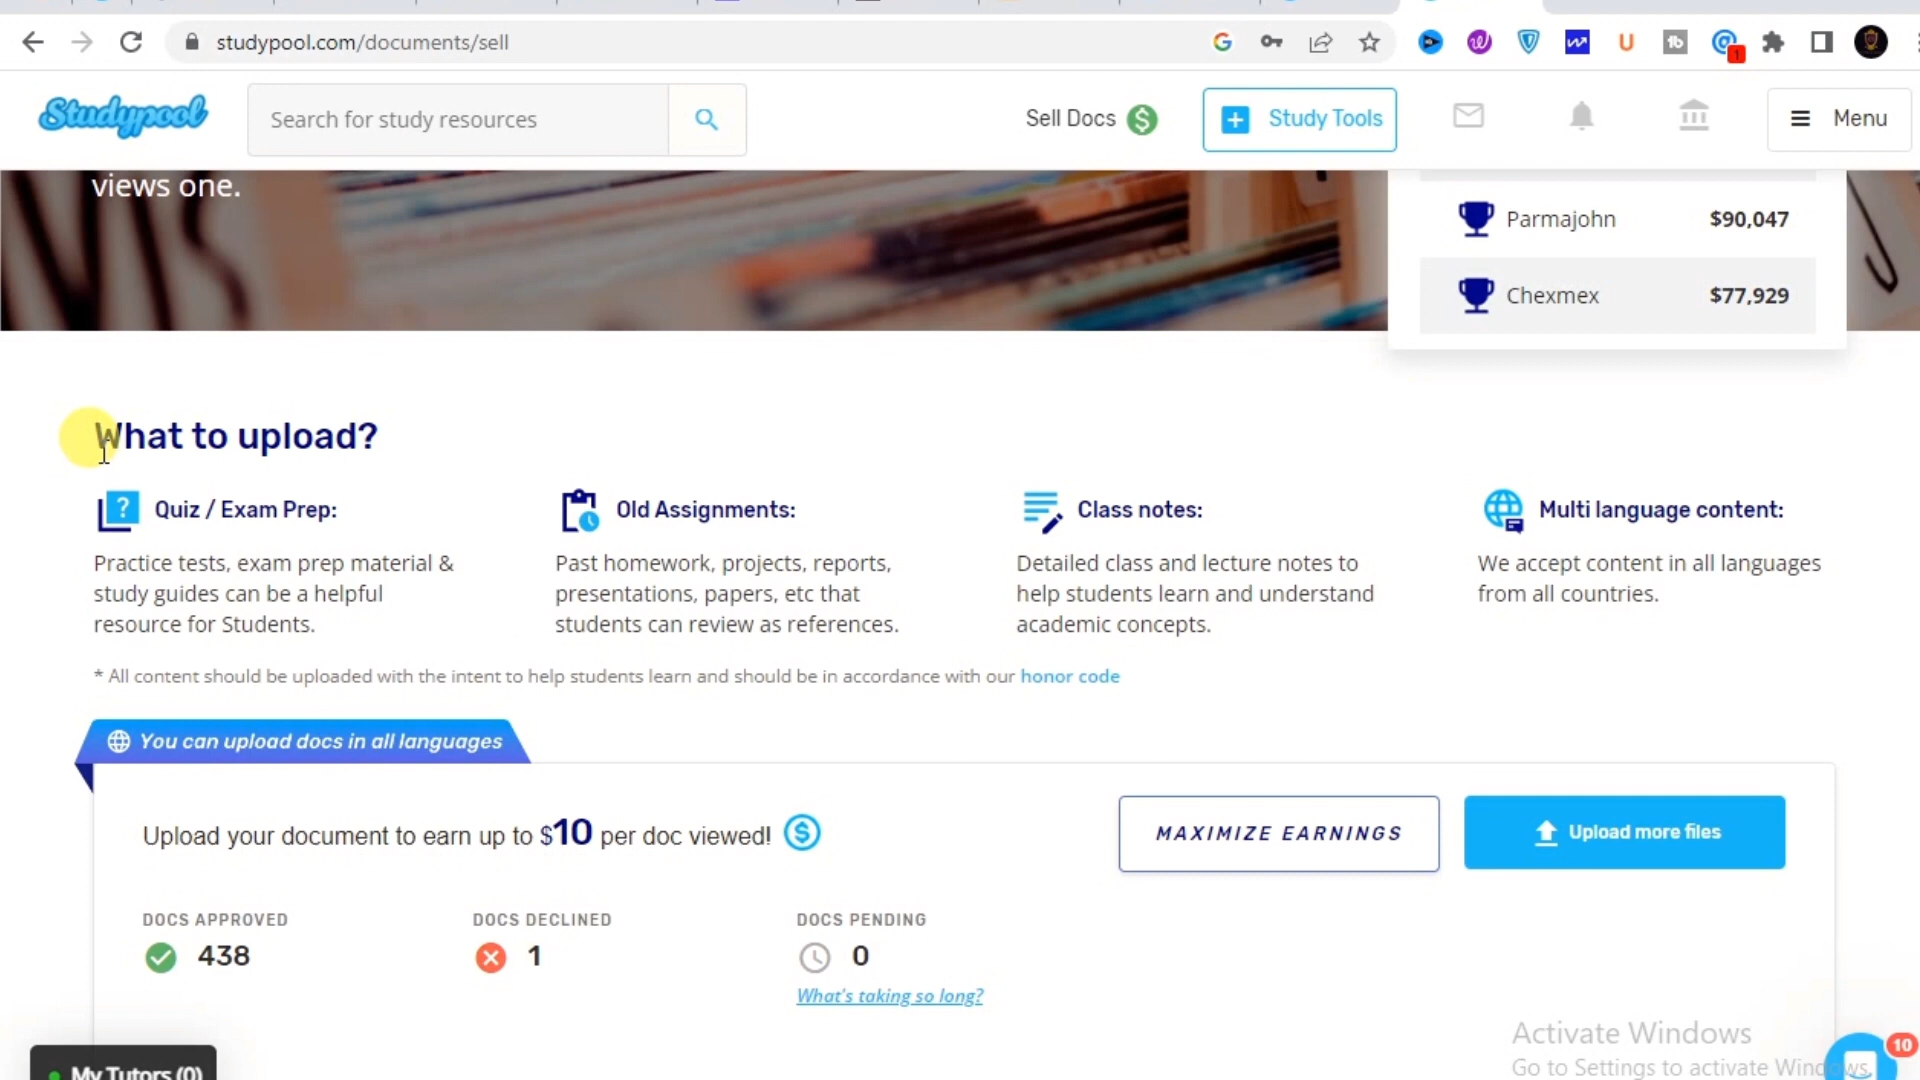 studypool.com/documents/sell
1
Studypool
Search for study resources
Sell Docs
Study Tools
Menu
views one.
Parmajohn $90,047
Chexmex $77,929
What to upload?
Quiz / Exam Prep:
Practice tests, exam prep material &
study guides can be a helpful
resource for Students.
Old Assignments:
Past homework, projects, reports,
presentations, papers, etc that
students can review as references.
Class notes:
Detailed class and lecture notes to
help students learn and understand
academic concepts.
Multi language content:
We accept content in all languages
from all countries.
* All content should be uploaded with the intent to help students learn and should be in accordance with our honor code
You can upload docs in all languages
Upload your document to earn up to $10 per doc viewed!
MAXIMIZE EARNINGS
Upload more files
DOCS APPROVED
438
DOCS DECLINED
1
DOCS PENDING
0
What's taking so long?
Activate Windows
Go to Settings to activate Windows.
10
My Tutors (0)